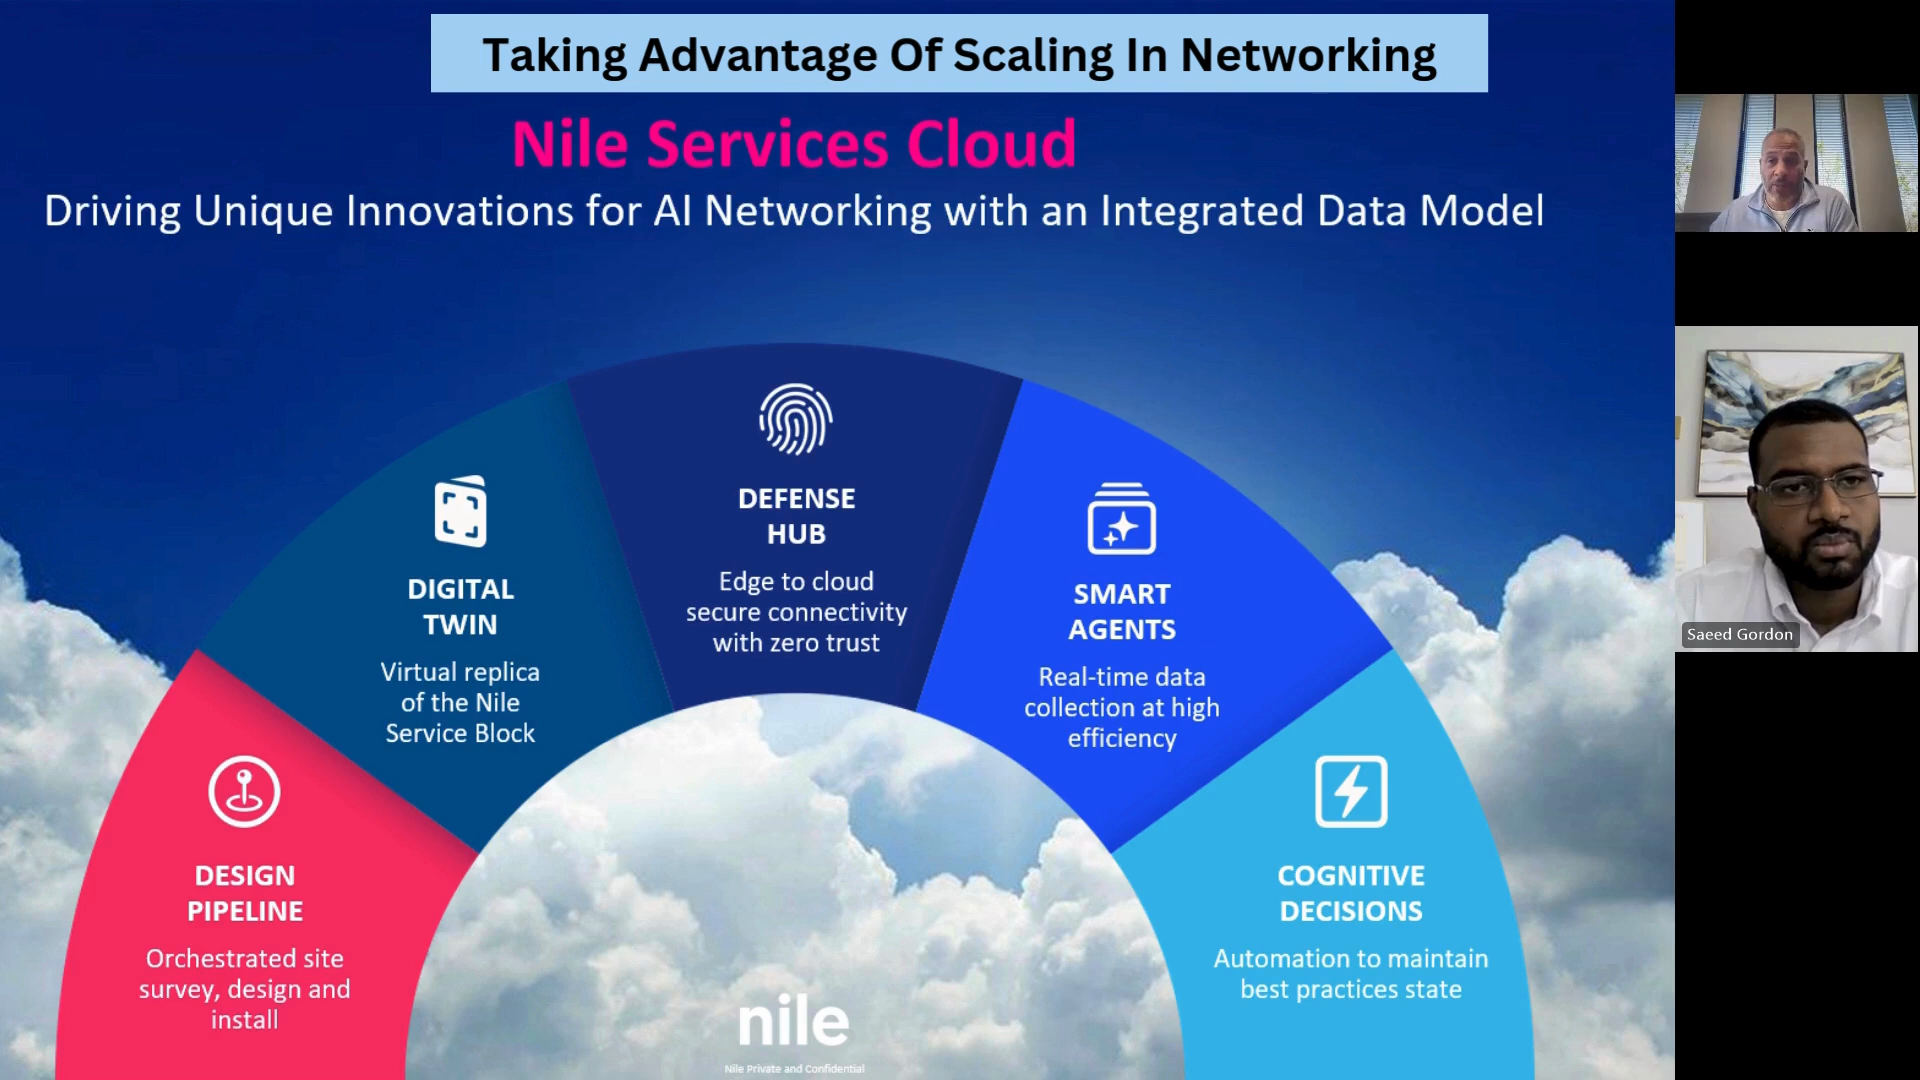 Taking Advantage Of Scaling In Networking
Nile Services Cloud
Driving Unique Innovations for AI Networking with an Integrated Data Model
DEFENSE
HUB
Edge to cloud
secure connectivity
with zero trust
DIGITAL
TWIN
Virtual replica
of the Nile
Service Block
SMART
AGENTS
Real-time data
collection at high
efficiency
DESIGN
PIPELINE
Orchestrated site
survey, design and
install
COGNITIVE
DECISIONS
Automation to maintain
best practices state
nile
Nile Private and Confidential
Saeed Gordon